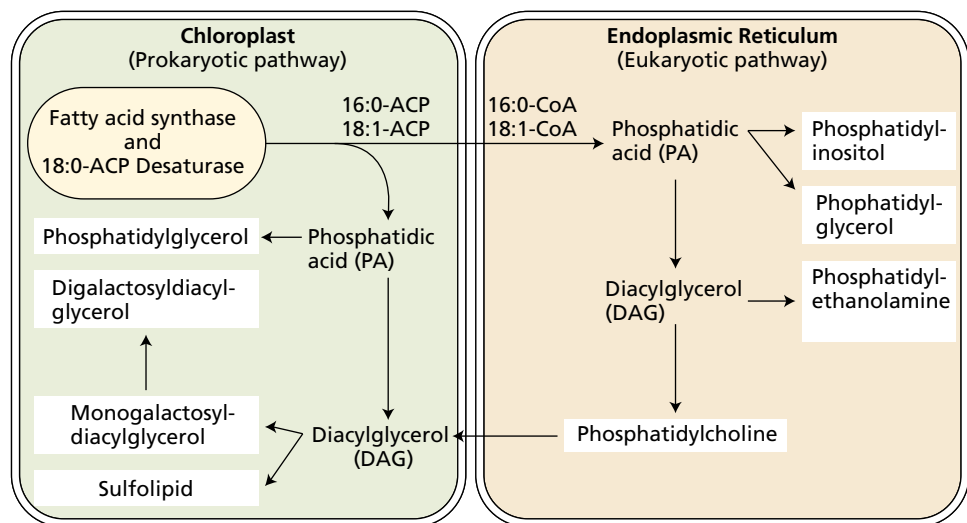 Chloroplast
(Prokaryotic pathway)
Fatty acid synthase
and
18:0-ACP Desaturase
16:0-ACP
18:1-ACP
Phosphatidylglycerol
Phosphatidic
acid (PA)
Digalactosyldiacyl-
glycerol
Monogalactosyl-
diacylglycerol
Diacylglycerol
(DAG)
Sulfolipid
Endoplasmic Reticulum
(Eukaryotic pathway)
16:0-CoA
18:1-CoA
Phosphatidic
acid (PA)
Phosphatidyl-
inositol
Phophatidyl-
glycerol
Diacylglycerol
(DAG)
Phosphatidyl-
ethanolamine
Phosphatidylcholine